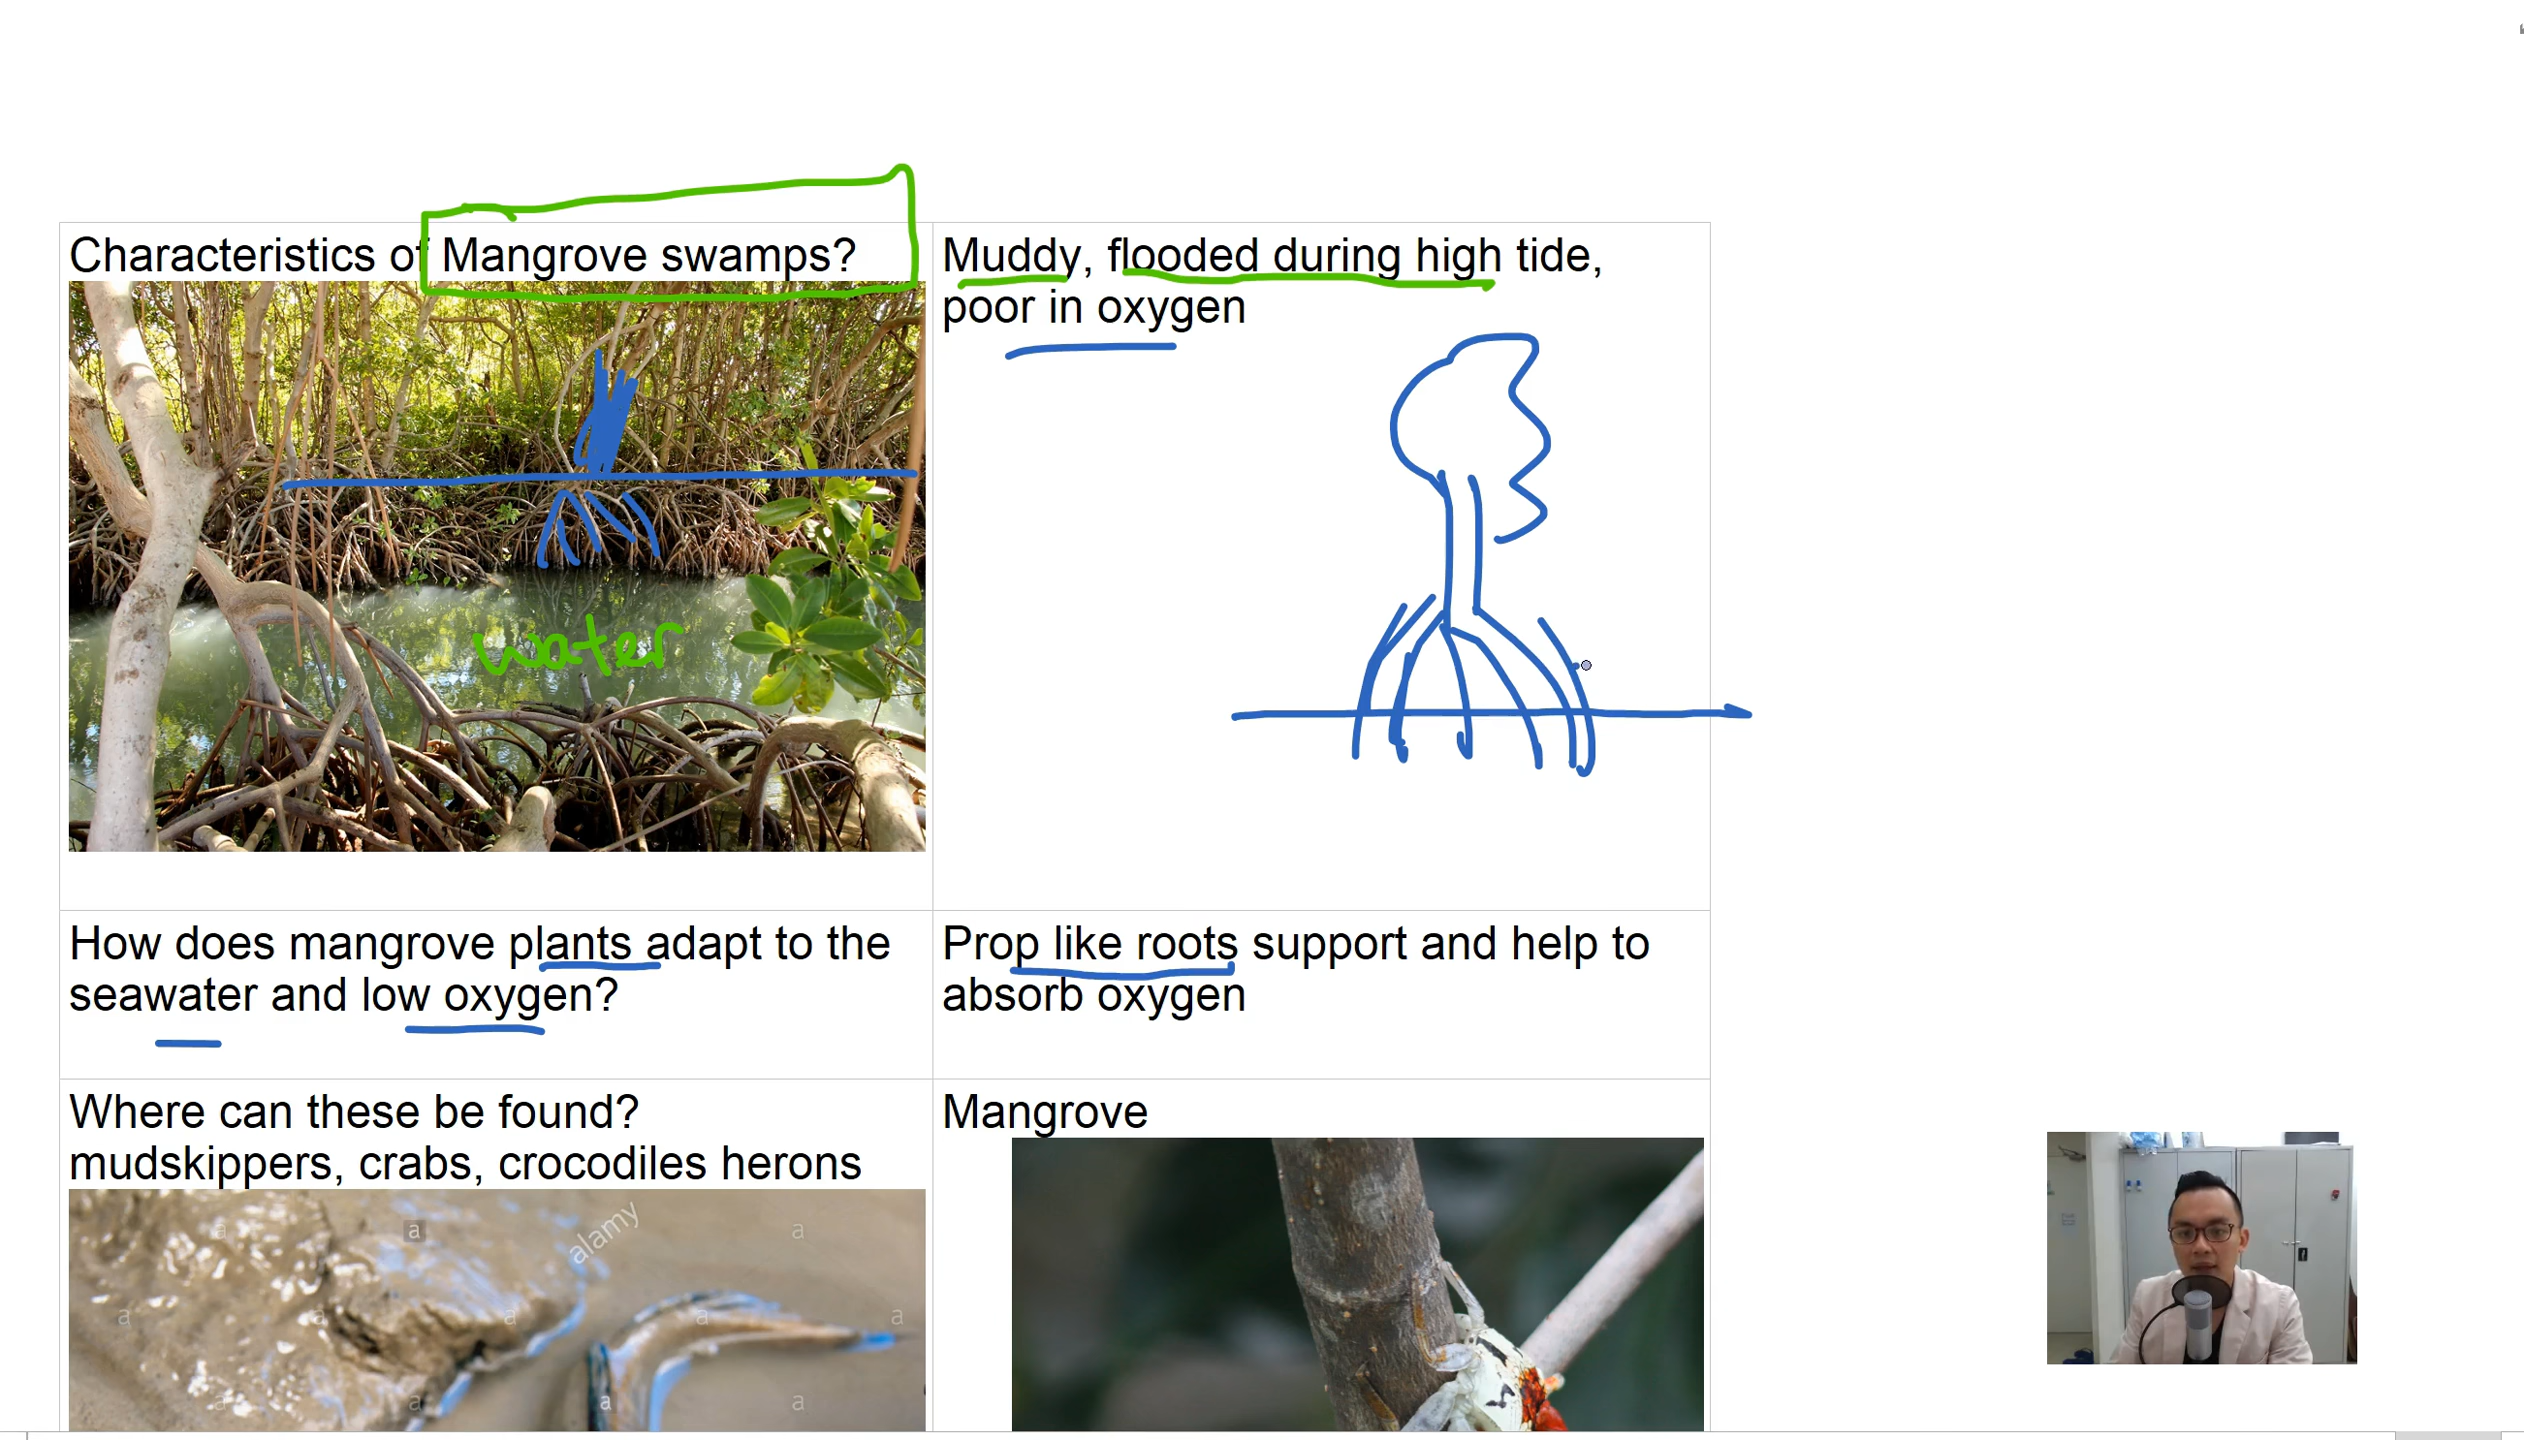 Characteristics of Mangrove swamps?
Muddy, flooded during high tide,
poor in oxygen
water
How does mangrove plants adapt to the
seawater and low oxygen?
Prop like roots support and help to
absorb oxygen
Where can these be found?
mudskippers, crabs, crocodiles herons
Mangrove
alamy
a
a
a
a
a
a
a
a
a
a
a